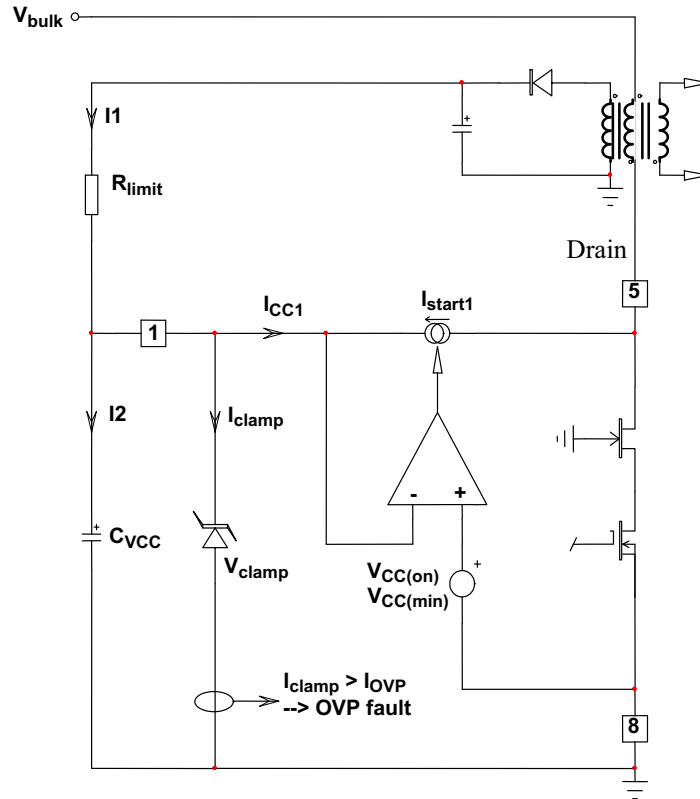 Vbulk
I1
Rlimit
Drain
5
ICC1
Istart1
1
I2
Iclamp
- +
CVCC
Vclamp
VCC(on)
VCC(min)
Iclamp > IOVP
--> OVP fault
8